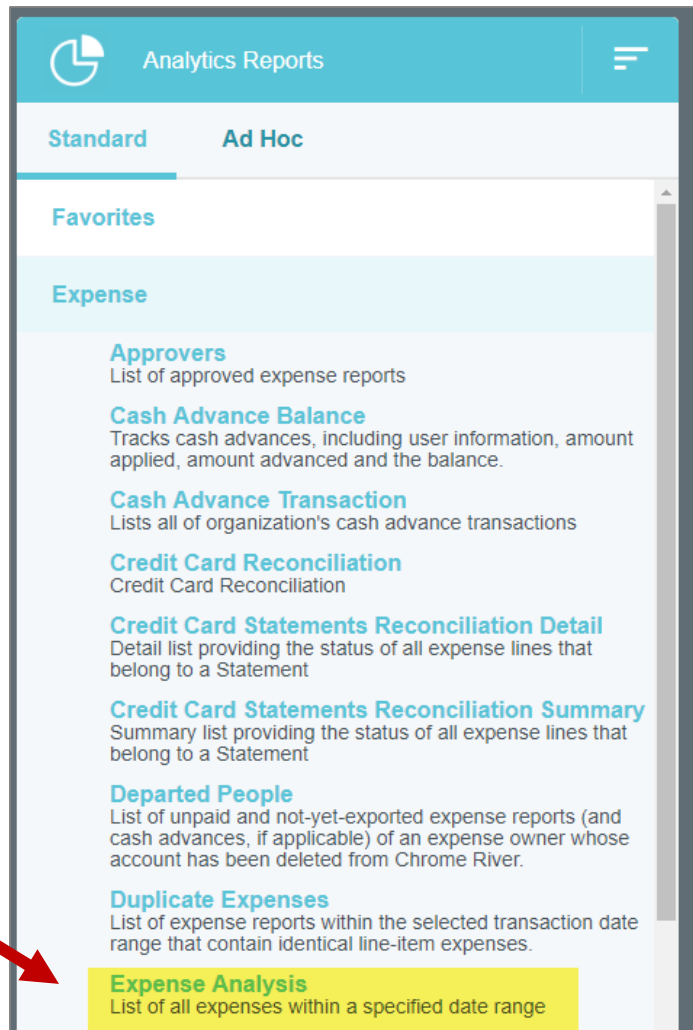 Analytics Reports
Standard Ad Hoc
Favorites
Expense
Approvers
List of approved expense reports
Cash Advance Balance
Tracks cash advances, including user information, amount
applied, amount advanced and the balance.
Cash Advance Transaction
Lists all of organization's cash advance transactions
Credit Card Reconciliation
Credit Card Reconciliation
Credit Card Statements Reconciliation Detail
Detail list providing the status of all expense lines that
belong to a Statement
Credit Card Statements Reconciliation Summary
Summary list providing the status of all expense lines that
belong to a Statement
Departed People
List of unpaid and not-yet-exported expense reports (and
cash advances, if applicable) of an expense owner whose
account has been deleted from Chrome River.
Duplicate Expenses
List of expense reports within the selected transaction date
range that contain identical line-item expenses.
Expense Analysis
List of all expenses within a specified date range